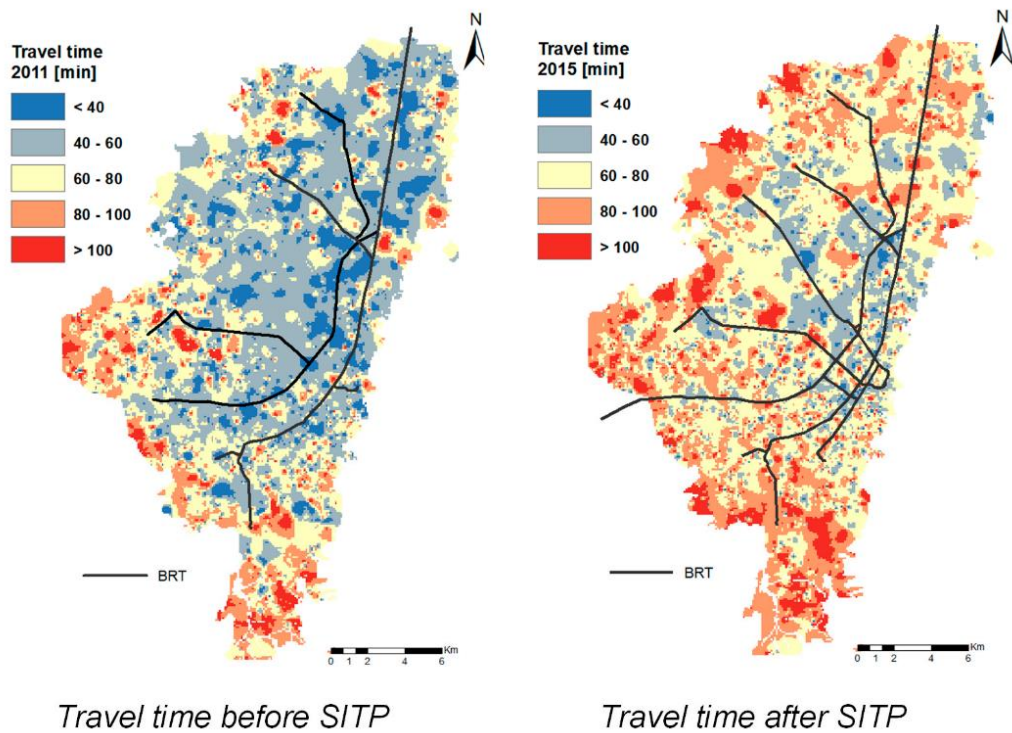 Travel time
2011 [min]
< 40
40 - 60
60 - 80
80 - 100
> 100
N
BRT
Km
0 1 2 4 6
Travel time before SITP
Travel time
2015 [min]
< 40
40 - 60
60 - 80
80 - 100
> 100
N
BRT
Km
0 1 2 4 6
Travel time after SITP